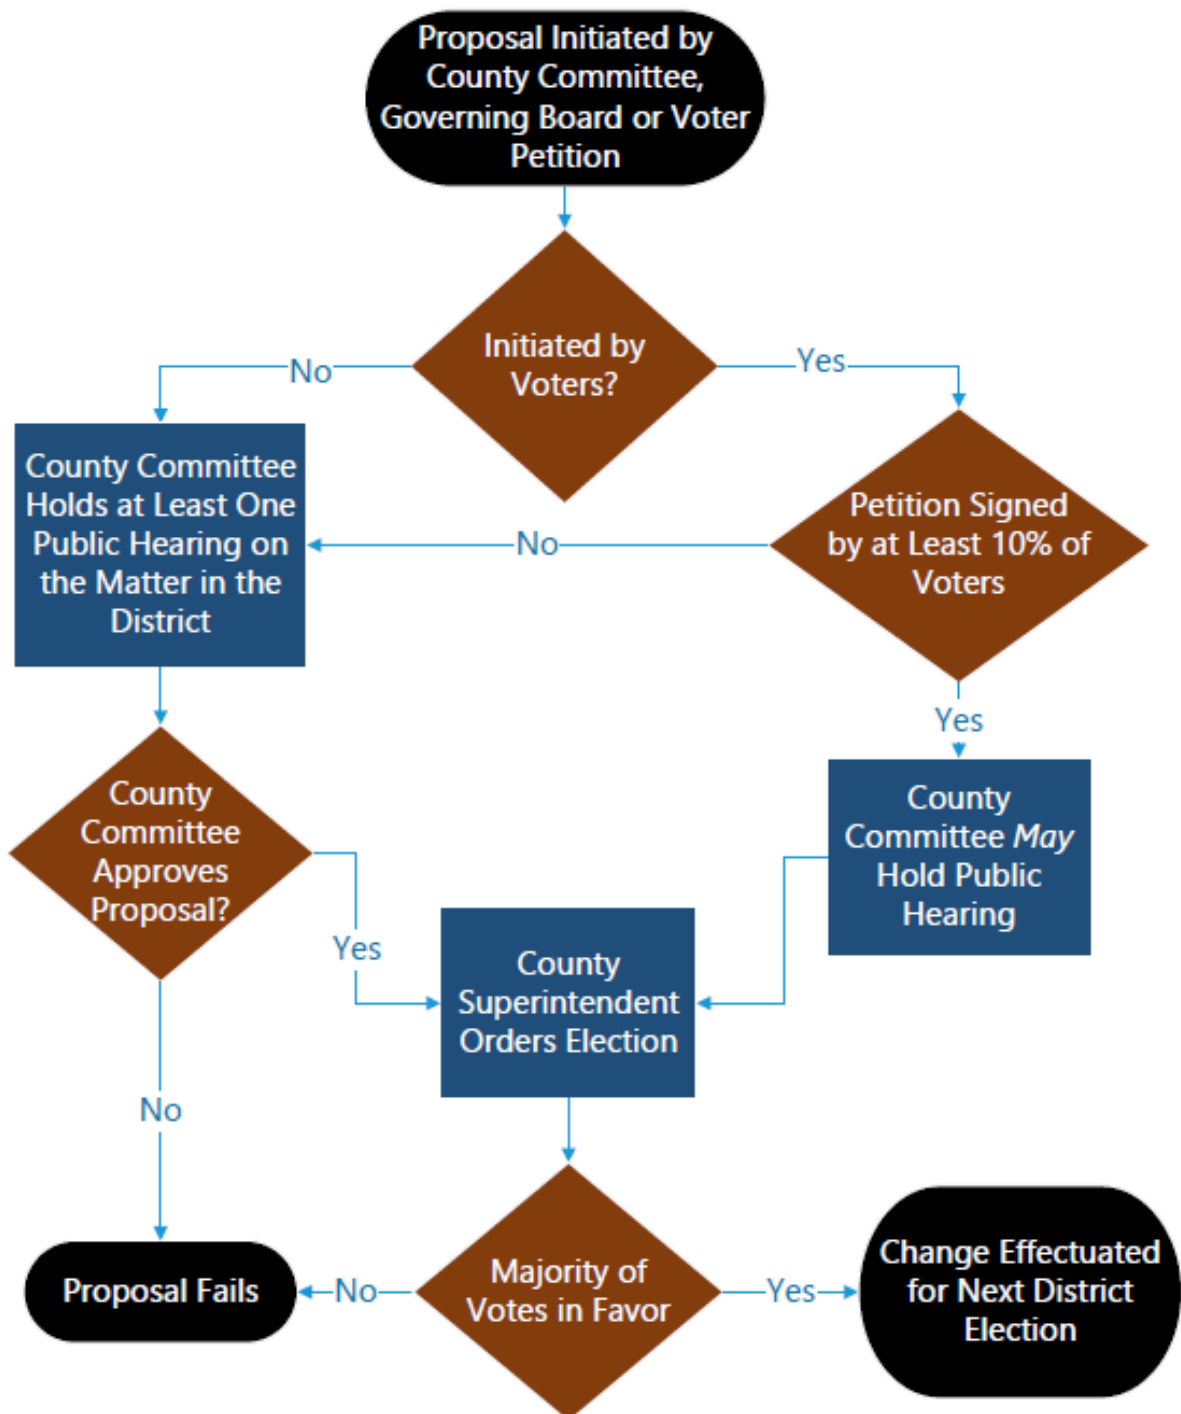 Proposal Initiated by
County Committee,
Governing Board or Voter
Petition
Initiated by
Voters?
No
Yes
County Committee
Holds at Least One
Public Hearing on
the Matter in the
District
Petition Signed
by at Least 10% of
Voters
No
Yes
County
Committee
Approves
Proposal?
County
Committee May
Hold Public
Hearing
Yes
County
Superintendent
Orders Election
No
Proposal Fails
No
Majority of
Votes in Favor
Yes
Change Effectuated
for Next District
Election